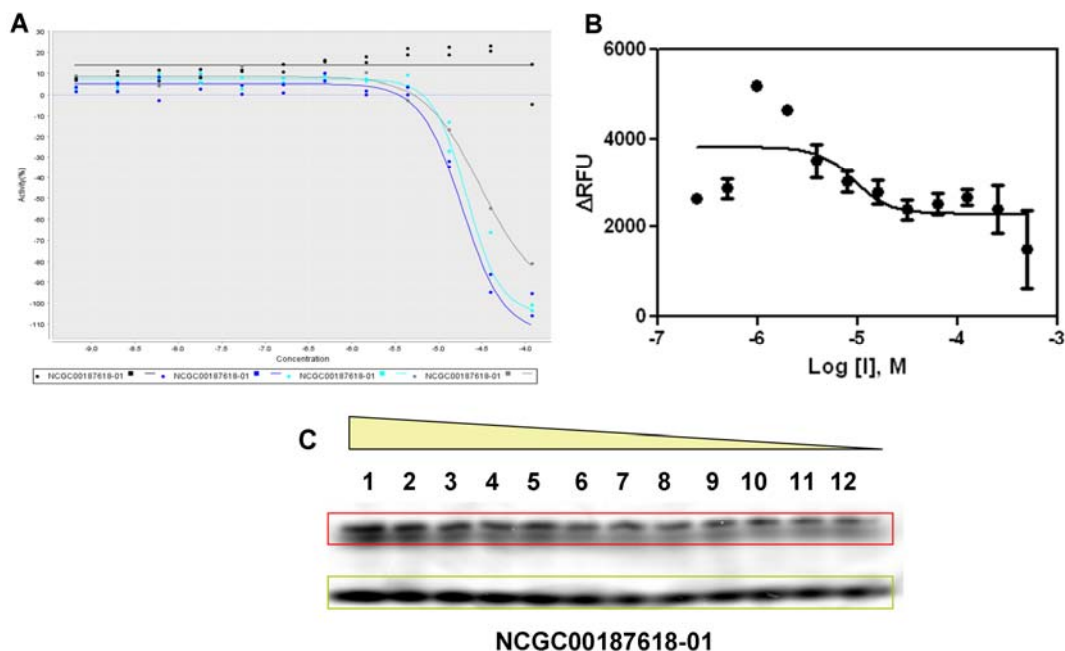 A
30
20
10
0
-10
-20
-30
-40
-50
-60
-70
-80
-90
-100
-110
Activity(%)
-9.0 -8.5 -8.0 -7.5 -7.0 -6.5 -6.0 -5.5 -5.0 -4.5 -4.0
Concentration
NCGC00187618-01 NCGC00187618-01 NCGC00187618-01 NCGC00187618-01
B
6000
4000
2000
0
ΔRFU
-7 -6 -5 -4 -3
Log [I], M
C
1 2 3 4 5 6 7 8 9 10 11 12
NCGC00187618-01